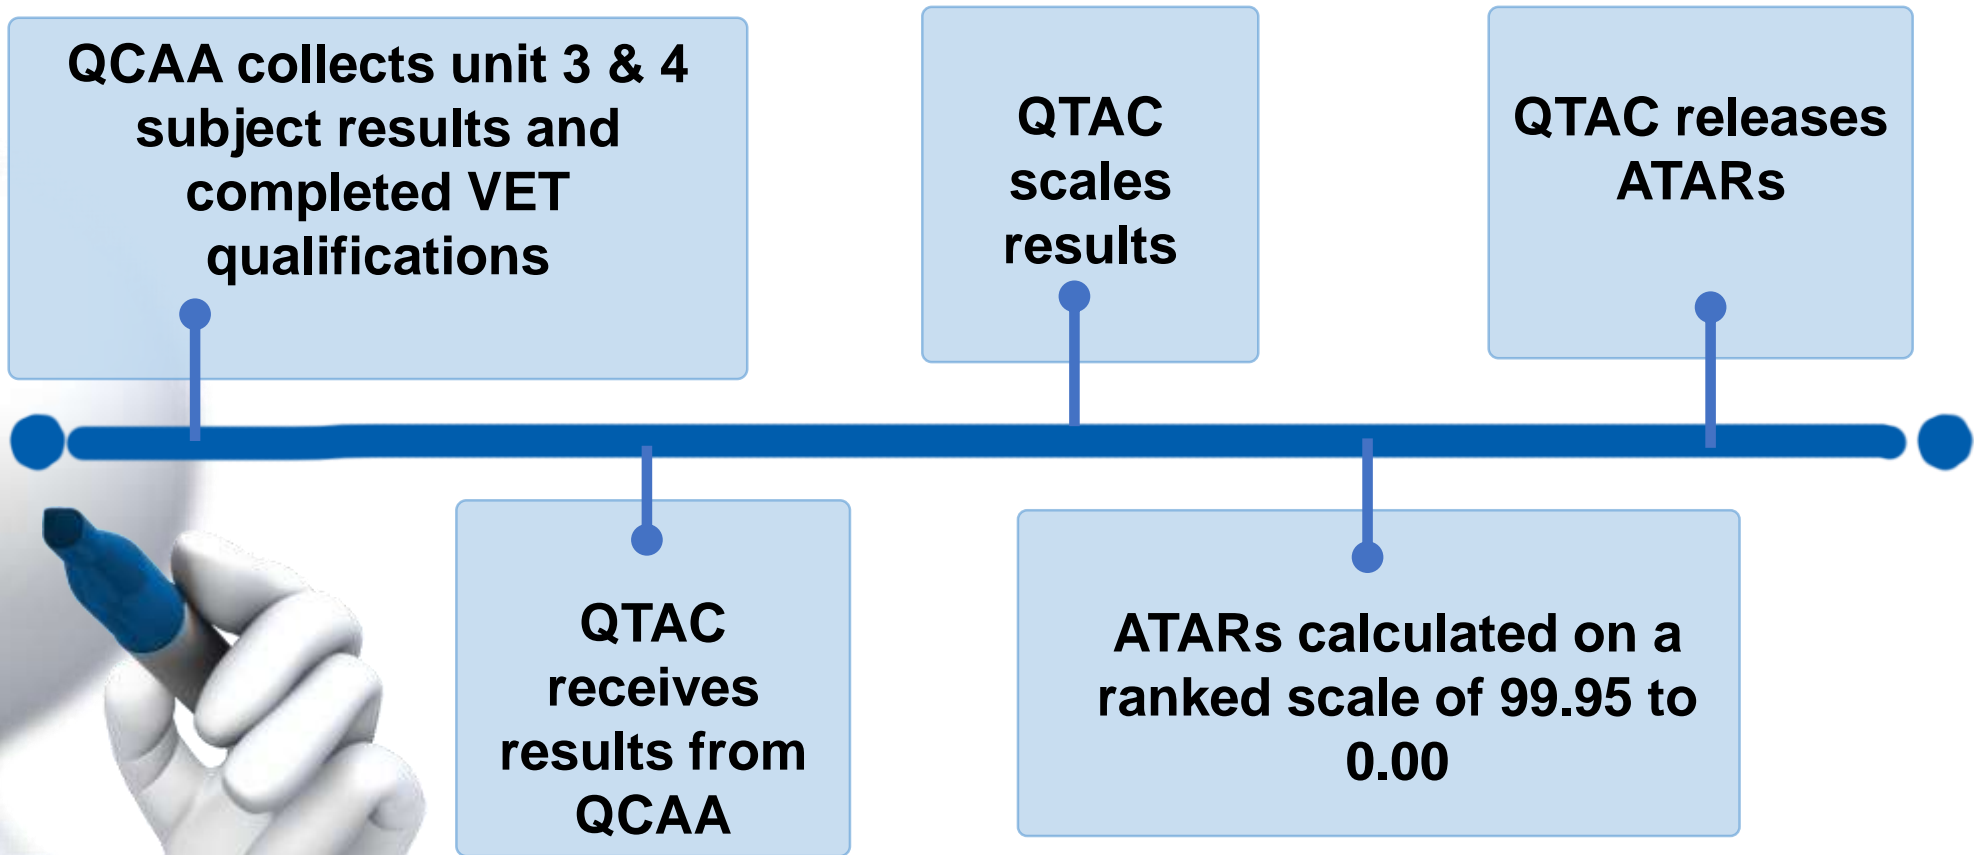 QCAA collects unit 3 & 4
subject results and
completed VET
qualifications
QTAC
receives
results from
QCAA
QTAC
scales
results
ATARs calculated on a
ranked scale of 99.95 to
0.00
QTAC releases
ATARs